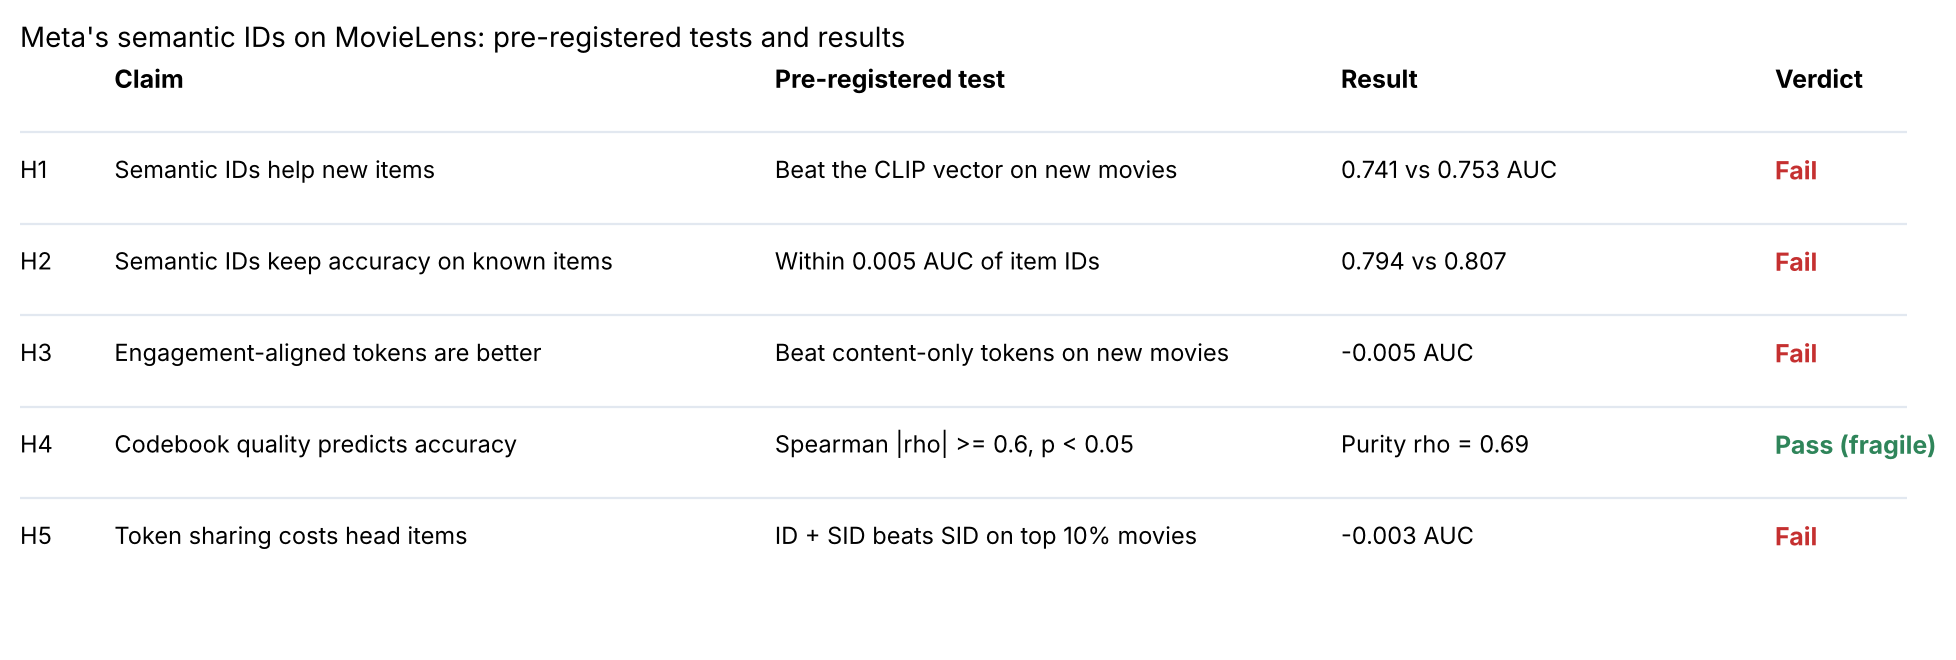 Meta's semantic IDs on MovieLens: pre-registered tests and results
Claim Pre-registered test Result Verdict
H1 Semantic IDs help new items Beat the CLIP vector on new movies 0.741 vs 0.753 AUC Fail
H2 Semantic IDs keep accuracy on known items Within 0.005 AUC of item IDs 0.794 vs 0.807 Fail
H3 Engagement-aligned tokens are better Beat content-only tokens on new movies -0.005 AUC Fail
H4 Codebook quality predicts accuracy Spearman |rho| >= 0.6, p < 0.05 Purity rho = 0.69 Pass (fragile)
H5 Token sharing costs head items ID + SID beats SID on top 10% movies -0.003 AUC Fail